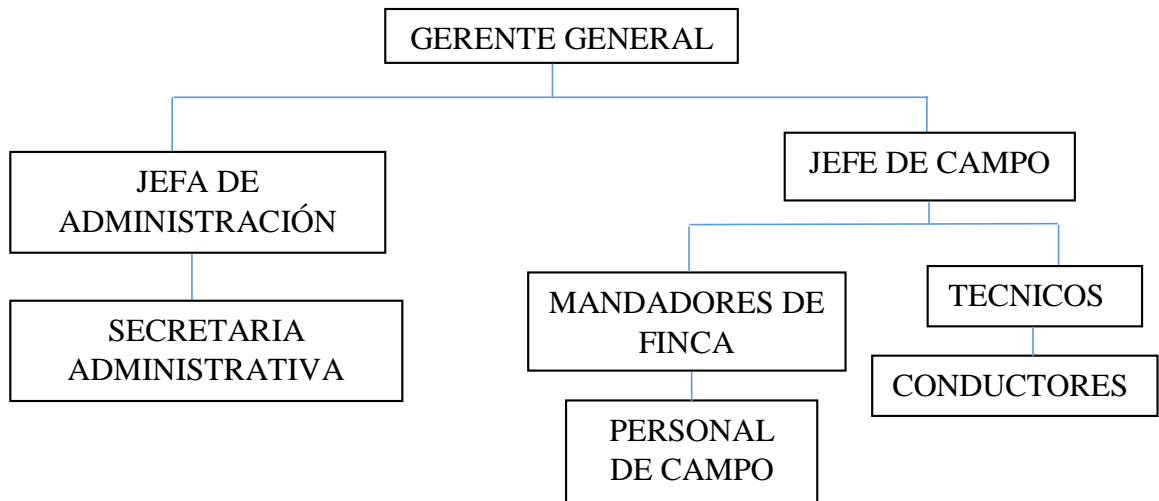 GERENTE GENERAL
JEFA DE
ADMINISTRACIÓN
JEFE DE CAMPO
SECRETARIA
ADMINISTRATIVA
MANDADORES DE
FINCA
TECNICOS
CONDUCTORES
PERSONAL
DE CAMPO